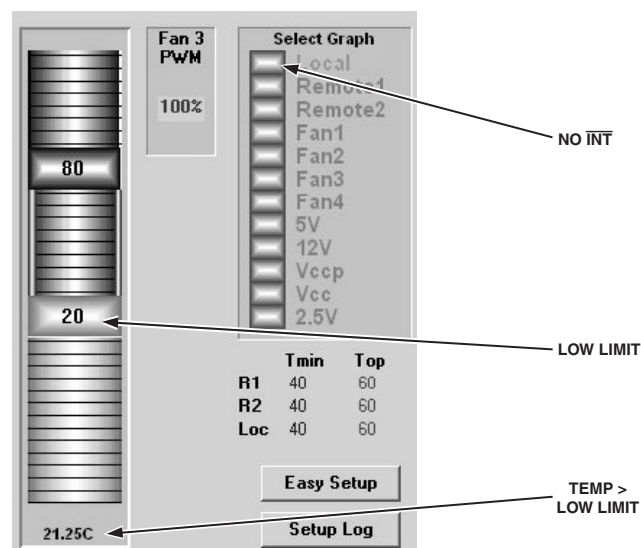 Fan 3
PWM
100%
80
20
21.25C
Select Graph
Local
Remote1
Remote2
Fan1
Fan2
Fan3
Fan4
5V
12V
Vccp
Vcc
2.5V
Tmin Top
R1 40 60
R2 40 60
Loc 40 60
Easy Setup
Setup Log
NO I̅N̅T̅
LOW LIMIT
TEMP >
LOW LIMIT